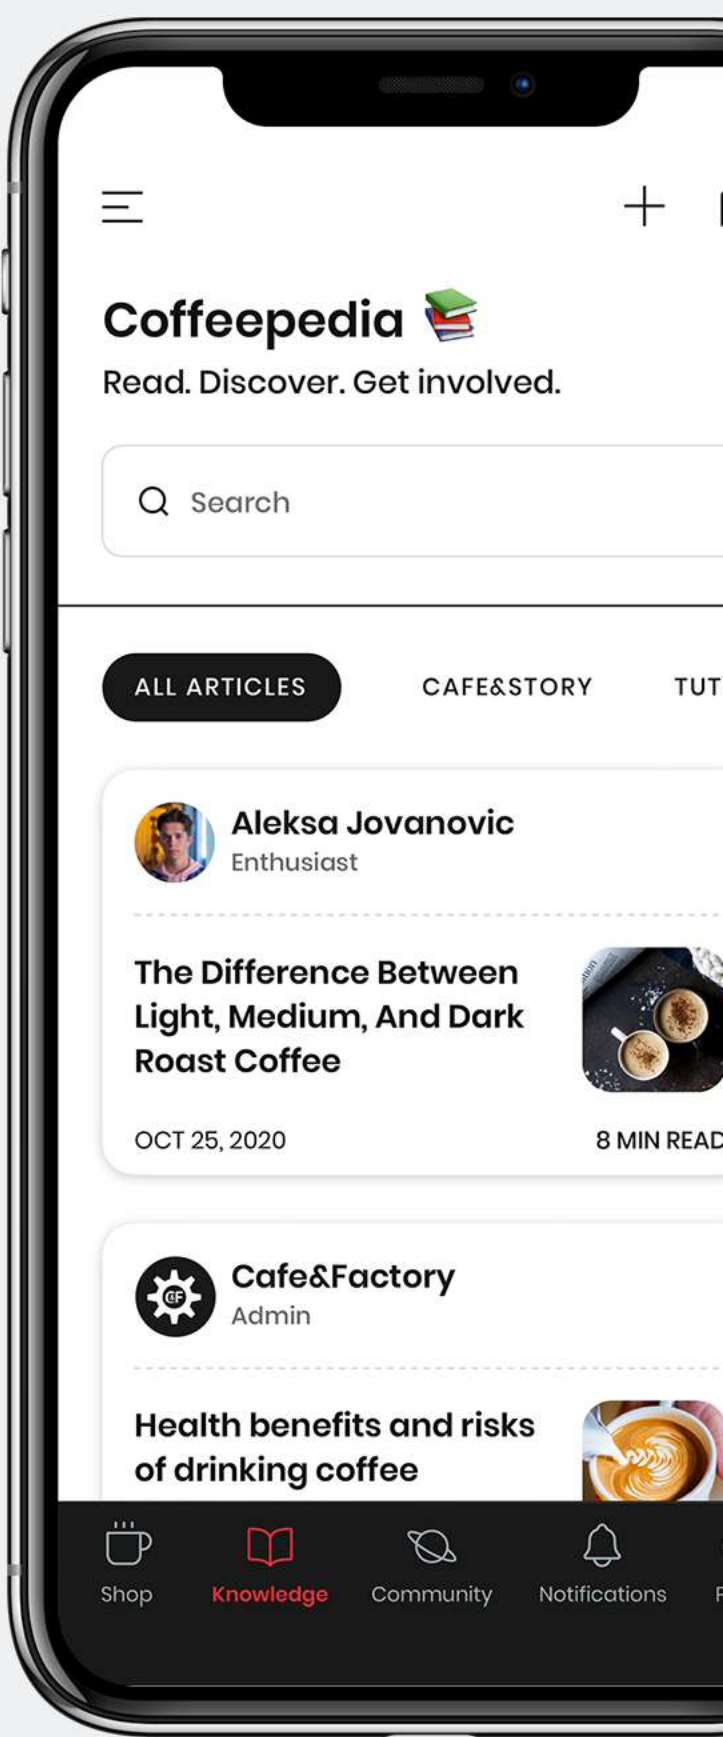 Coffeepedia 📚
Read. Discover. Get involved.
Search
ALL ARTICLES CAFE&STORY TUT
Aleksa Jovanovic
Enthusiast
The Difference Between
Light, Medium, And Dark
Roast Coffee
OCT 25, 2020 8 MIN READ
Cafe&Factory
Admin
Health benefits and risks
of drinking coffee
Shop Knowledge Community Notifications